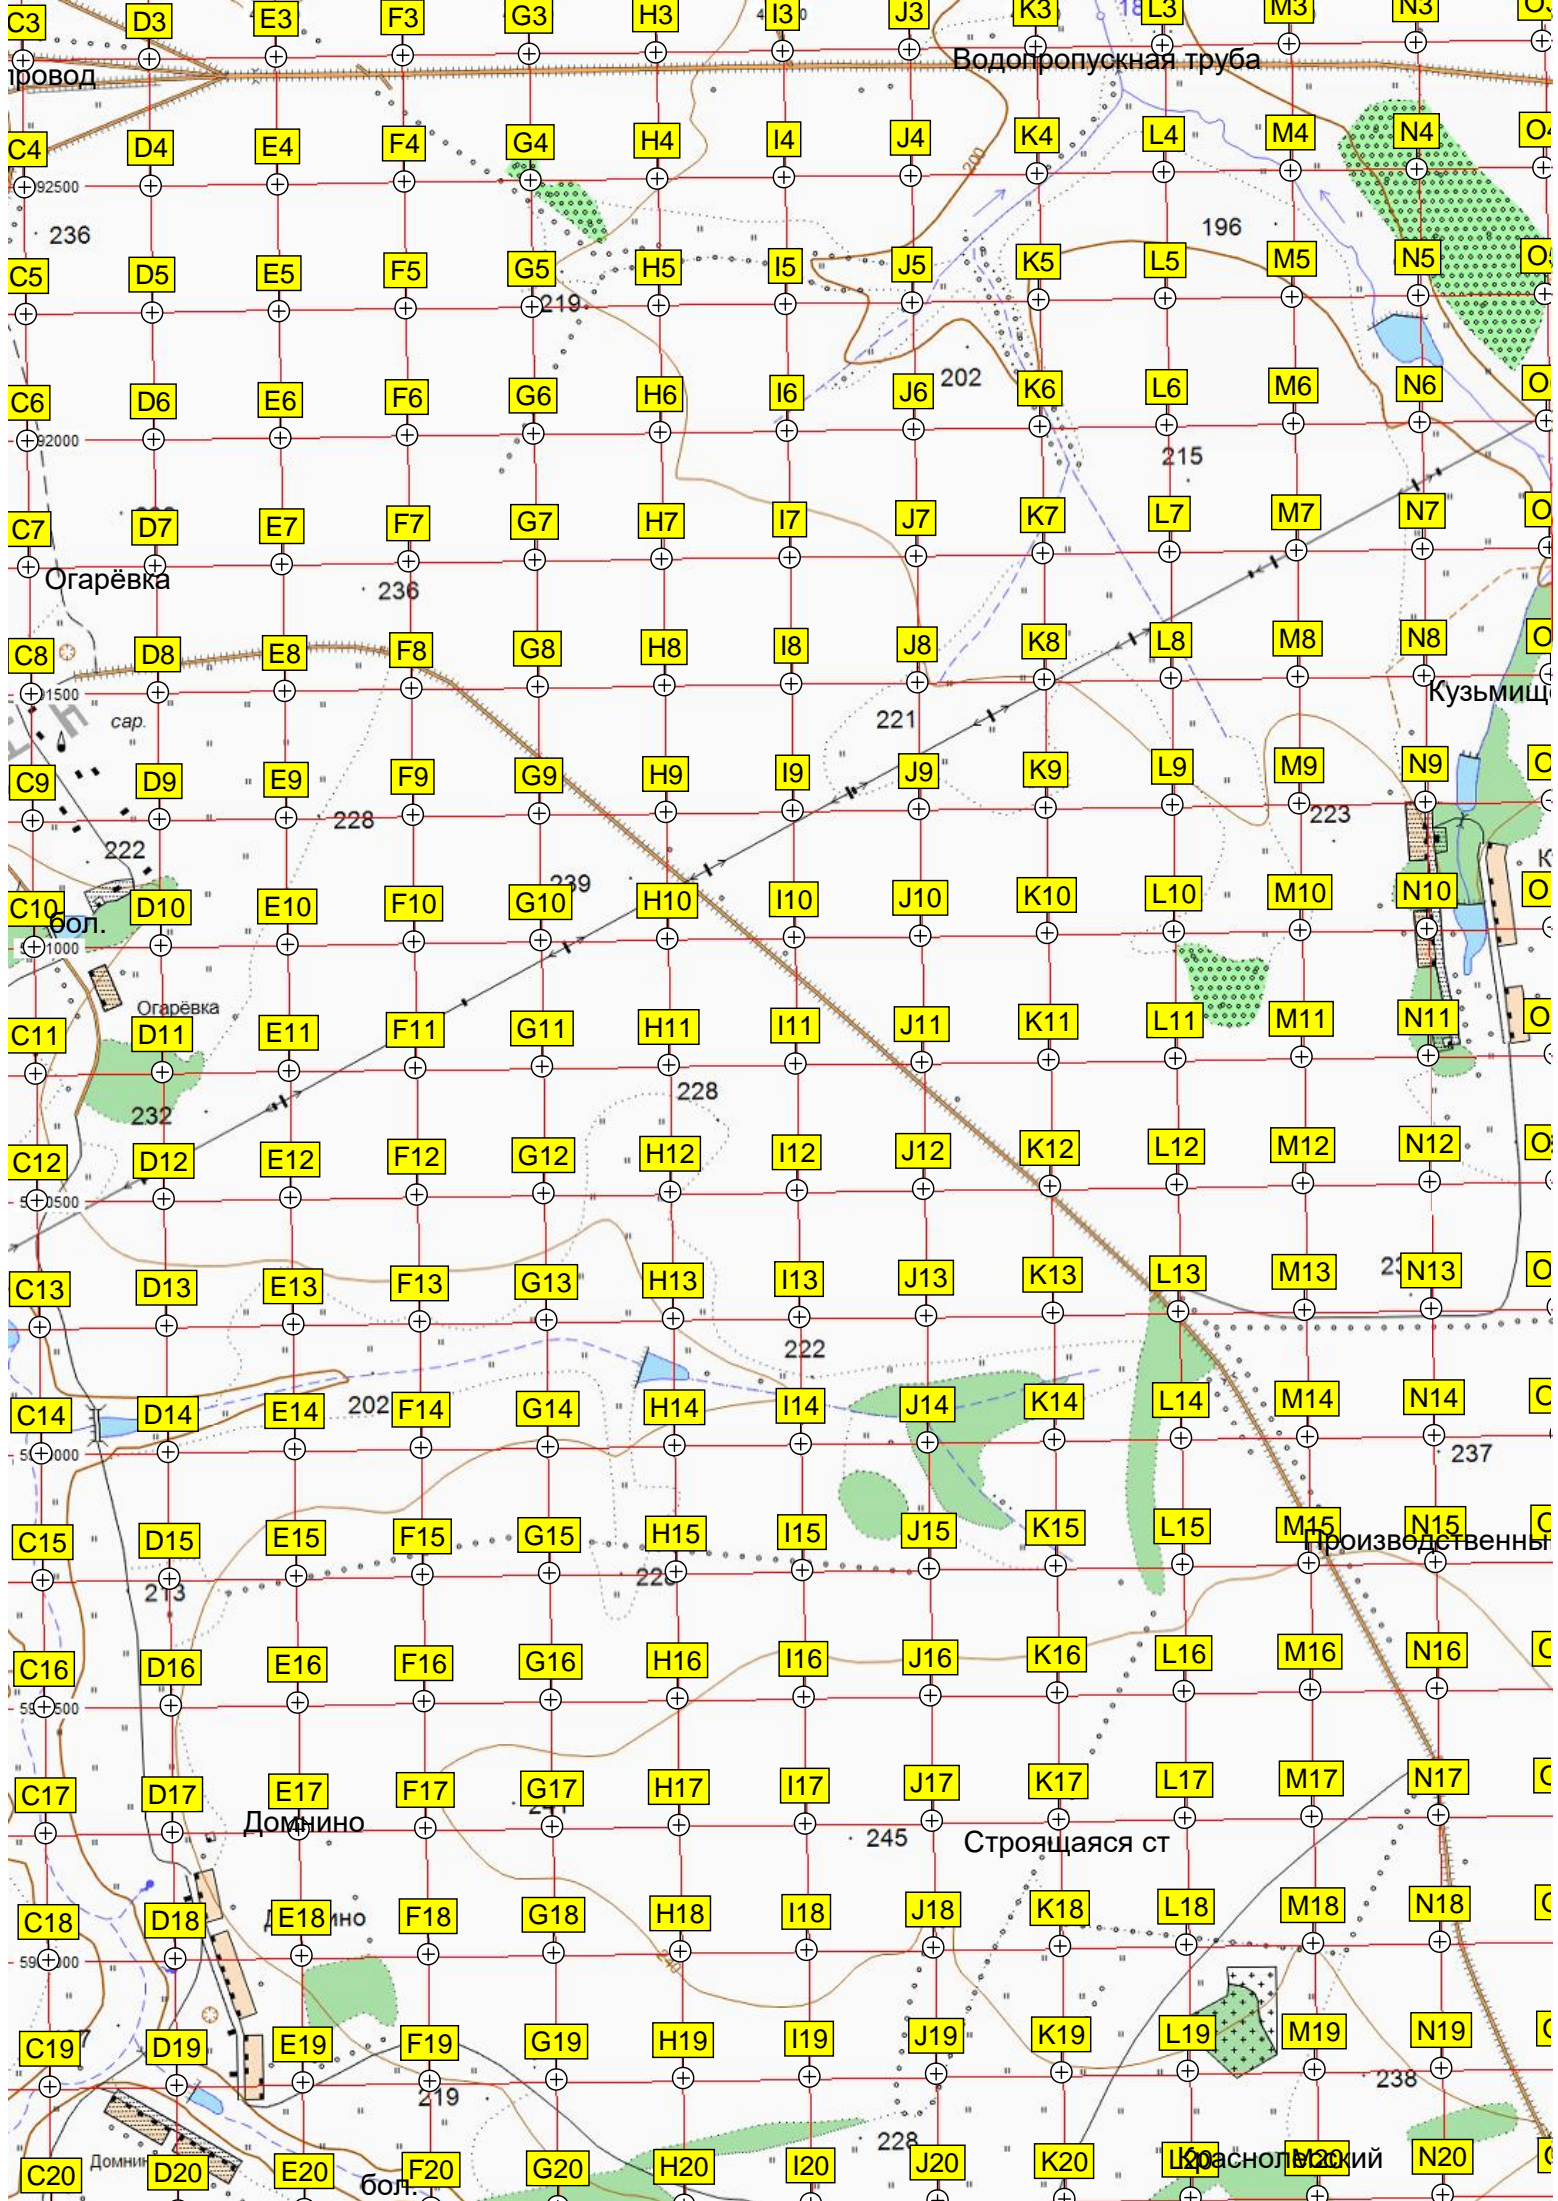 C3 D3 E3 F3 G3 H3 I3 J3 K3 L3 M3 N3
Водопропускная труба
провод
C4 D4 E4 F4 G4 H4 I4 J4 K4 L4 M4 N4
200
92500
236
196
C5 D5 E5 F5 G5 H5 I5 J5 K5 L5 M5 N5
219
202
C6 D6 E6 F6 G6 H6 I6 J6 K6 L6 M6 N6
92000
215
C7 D7 E7 F7 G7 H7 I7 J7 K7 L7 M7 N7
Огарёвка
236
C8 D8 E8 F8 G8 H8 I8 J8 K8 L8 M8 N8
1500
Кузьмищ
сар.
221
C9 D9 E9 F9 G9 H9 I9 J9 K9 L9 M9 N9
228
223
222
239
C10 D10 E10 F10 G10 H10 I10 J10 K10 L10 M10 N10
бол.
1000
Огарёвка
C11 D11 E11 F11 G11 H11 I11 J11 K11 L11 M11 N11
228
232
C12 D12 E12 F12 G12 H12 I12 J12 K12 L12 M12 N12
0500
C13 D13 E13 F13 G13 H13 I13 J13 K13 L13 M13 N13
222
202
C14 D14 E14 F14 G14 H14 I14 J14 K14 L14 M14 N14
237
C15 D15 E15 F15 G15 H15 I15 J15 K15 L15 M15 N15
Производственны
213
C16 D16 E16 F16 G16 H16 I16 J16 K16 L16 M16 N16
500
C17 D17 E17 F17 G17 H17 I17 J17 K17 L17 M17 N17
Домнино
245
Строящаяся ст
C18 D18 E18 F18 G18 H18 I18 J18 K18 L18 M18 N18
240
C19 D19 E19 F19 G19 H19 I19 J19 K19 L19 M19 N19
238
219
228
C20 D20 E20 F20 G20 H20 I20 J20 K20 L20 M20 N20
Краснолесский
бол.